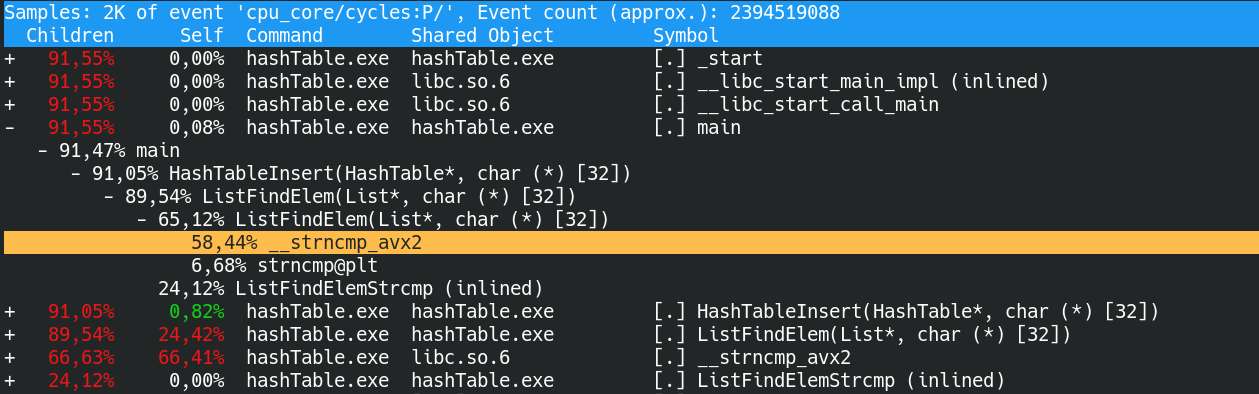 Samples: 2K of event 'cpu_core/cycles:P/', Event count (approx.): 2394519088
Children Self Command Shared Object Symbol
+ 91,55% 0,00% hashTable.exe hashTable.exe [.] _start
+ 91,55% 0,00% hashTable.exe libc.so.6 [.] __libc_start_main_impl (inlined)
+ 91,55% 0,00% hashTable.exe libc.so.6 [.] __libc_start_call_main
- 91,55% 0,08% hashTable.exe hashTable.exe [.] main
- 91,47% main
- 91,05% HashTableInsert(HashTable*, char (*) [32])
- 89,54% ListFindElem(List*, char (*) [32])
- 65,12% ListFindElem(List*, char (*) [32])
58,44% __strncmp_avx2
6,68% strncmp@plt
24,12% ListFindElemStrcmp (inlined)
+ 91,05% 0,82% hashTable.exe hashTable.exe [.] HashTableInsert(HashTable*, char (*) [32])
+ 89,54% 24,42% hashTable.exe hashTable.exe [.] ListFindElem(List*, char (*) [32])
+ 66,63% 66,41% hashTable.exe libc.so.6 [.] __strncmp_avx2
+ 24,12% 0,00% hashTable.exe hashTable.exe [.] ListFindElemStrcmp (inlined)